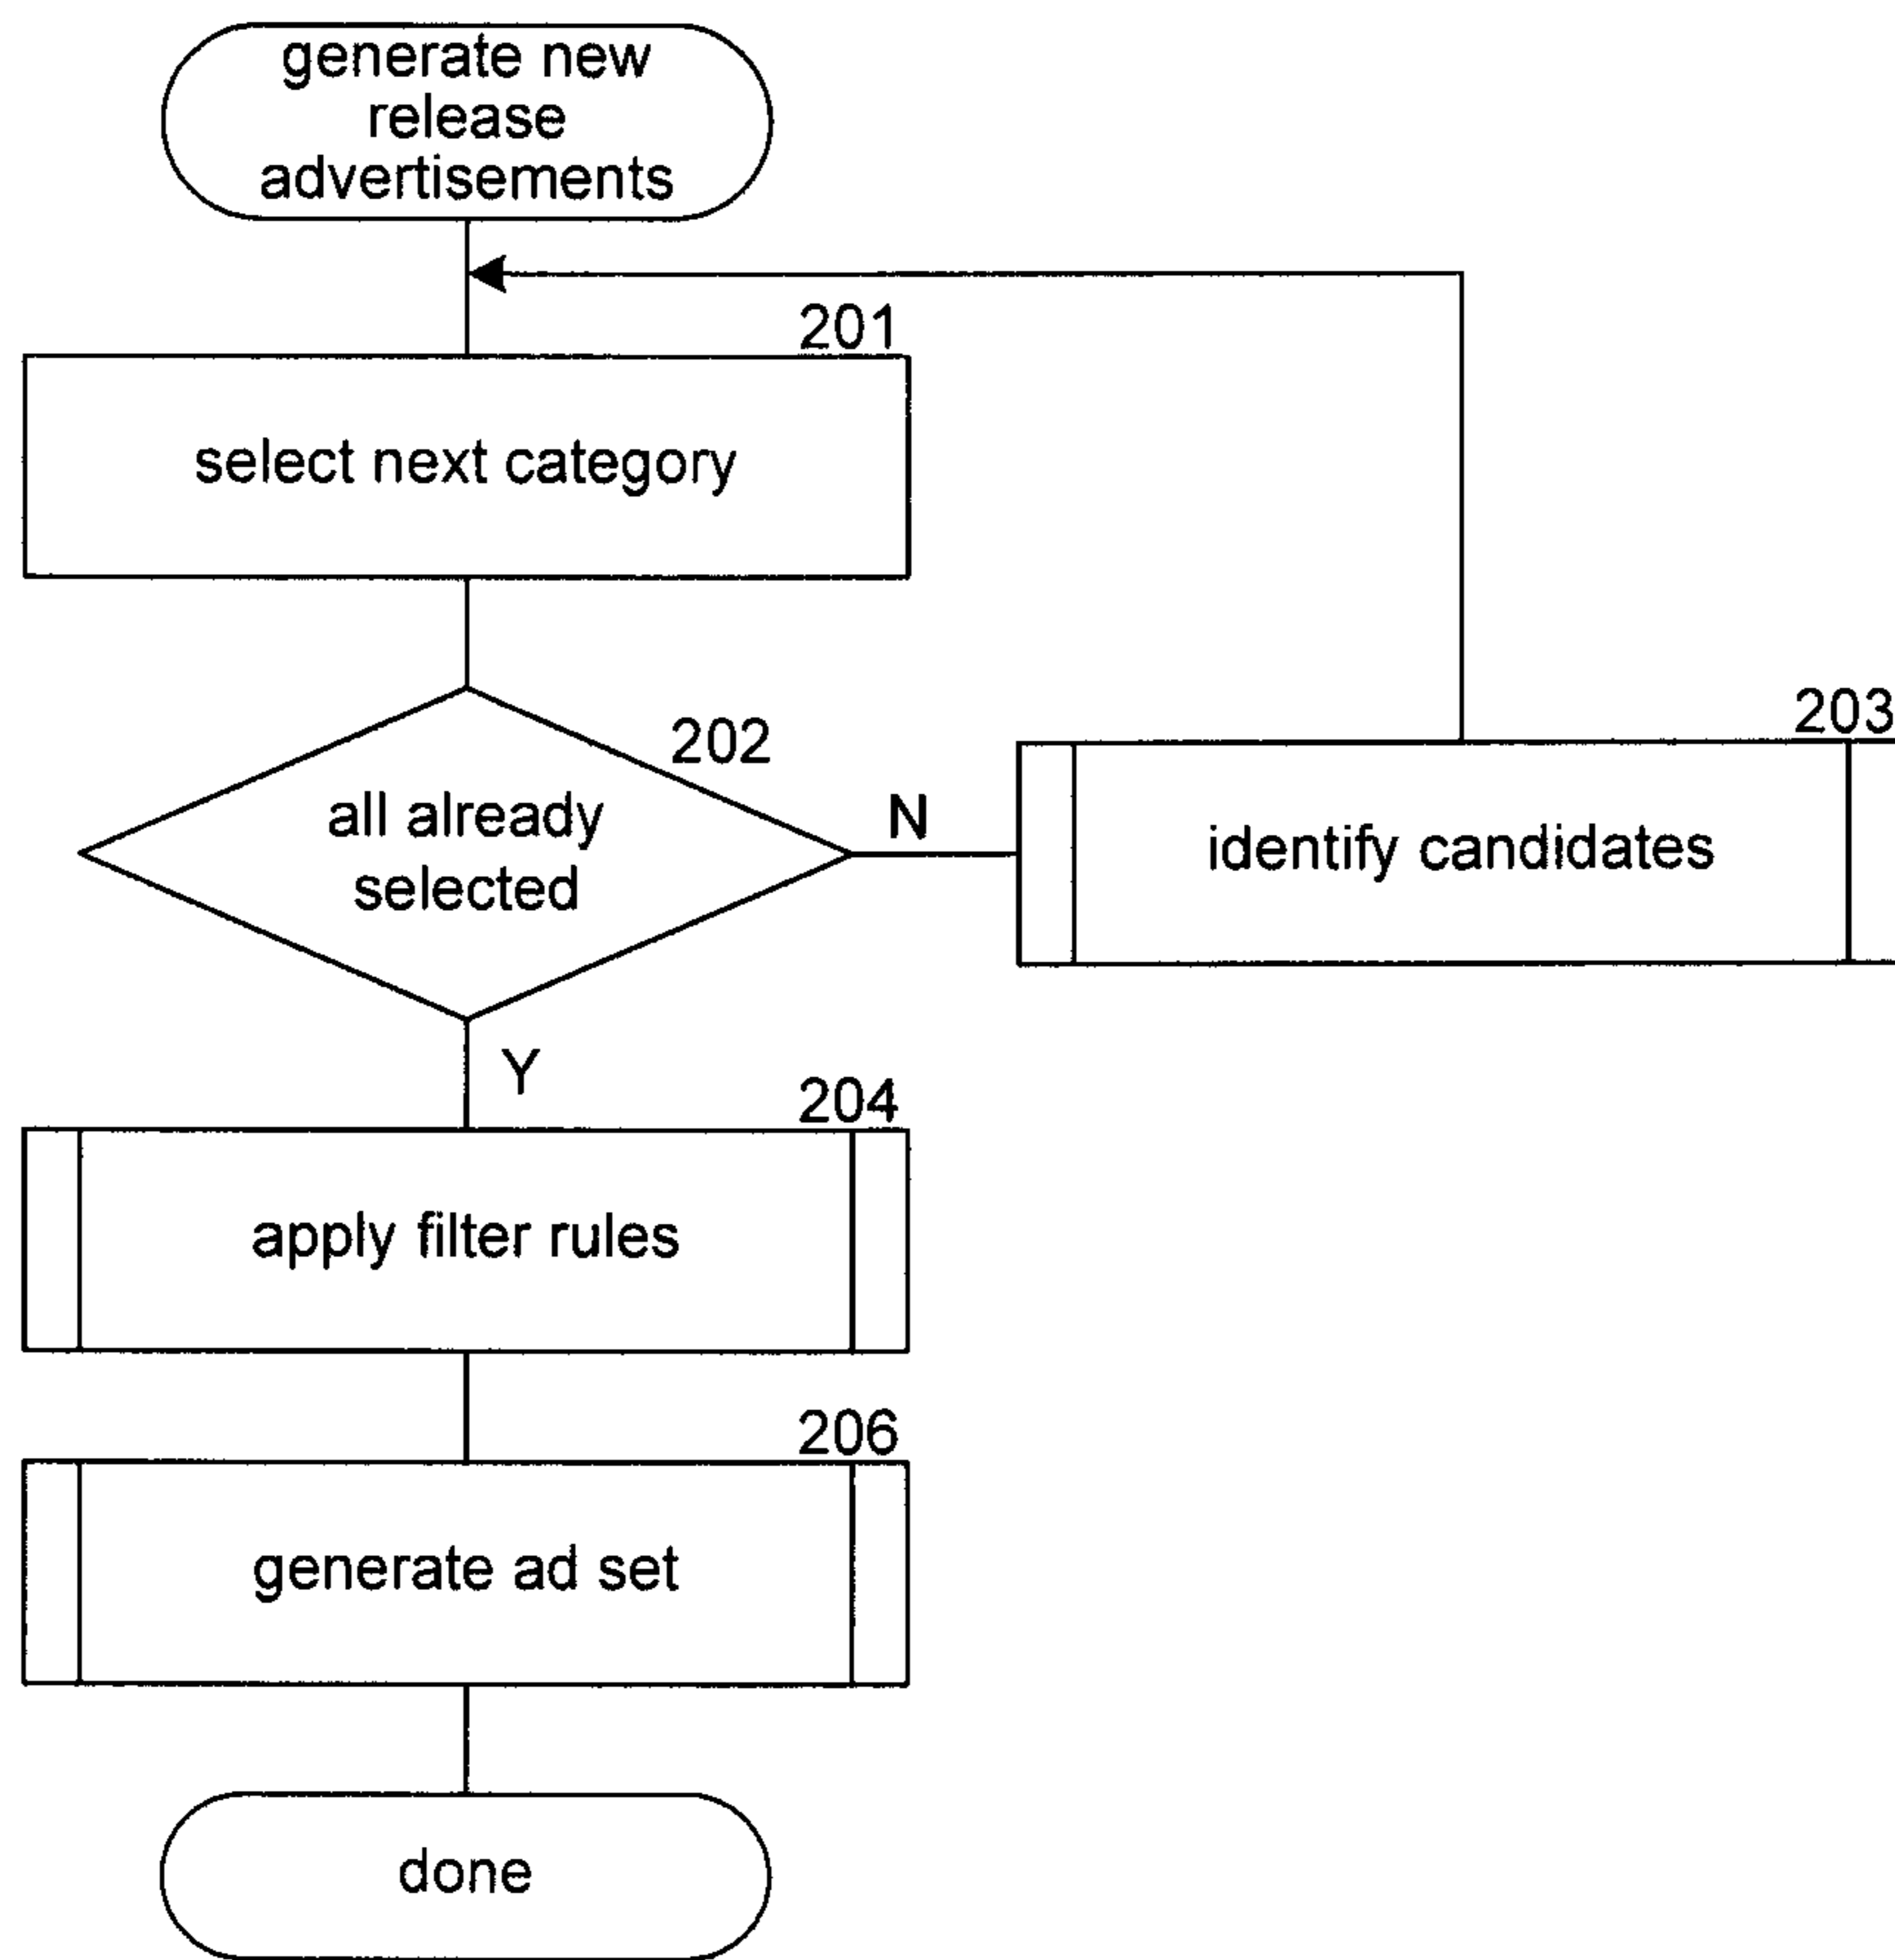 generate new
release
advertisements
201
select next category
202
all already
selected
N
203
identify candidates
Y
204
apply filter rules
206
generate ad set
done